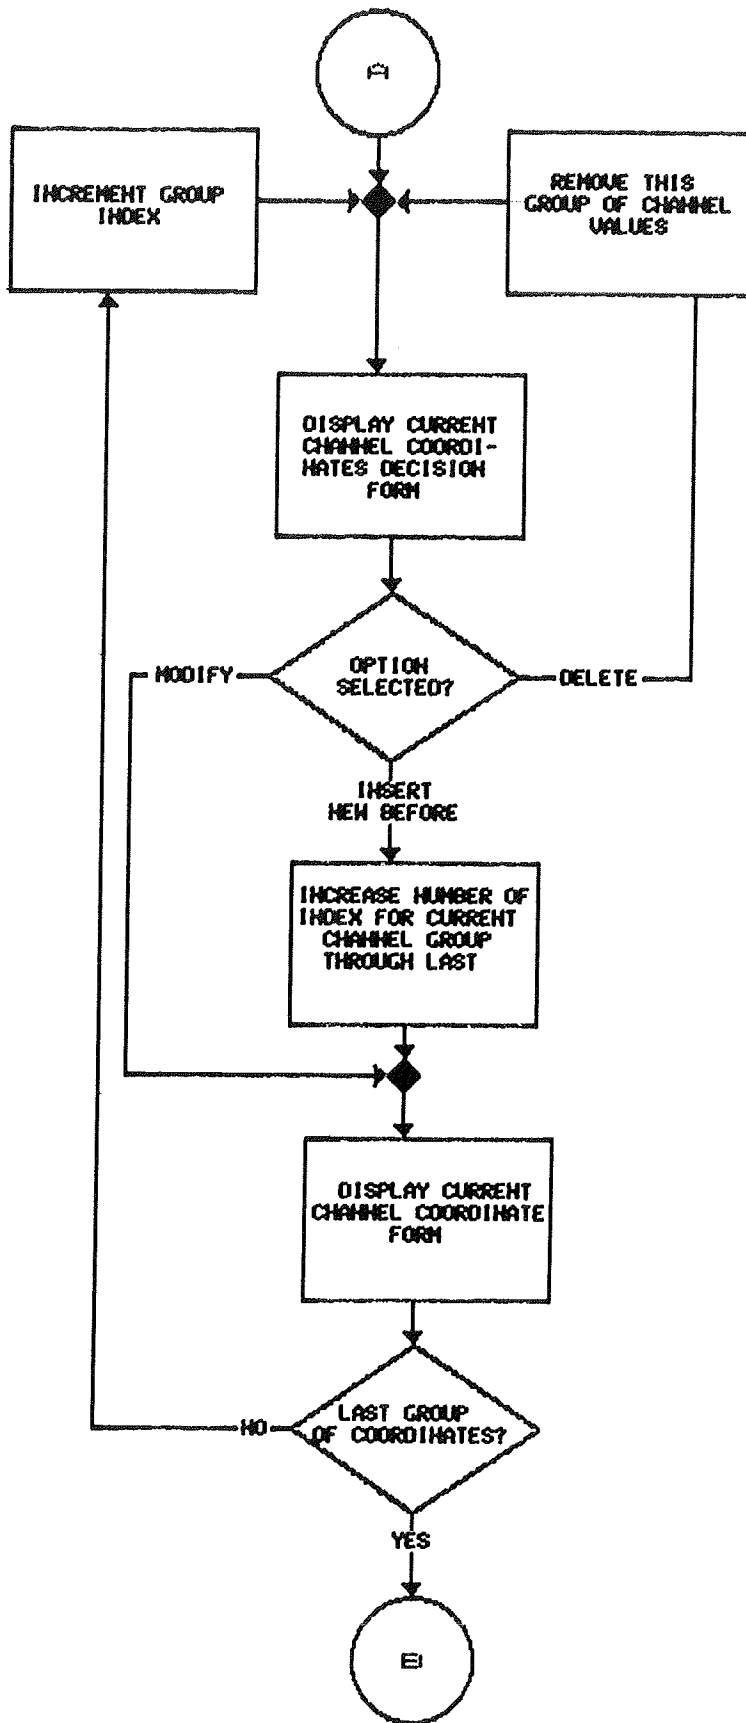 A
INCREMENT GROUP
INDEX
REMOVE THIS
GROUP OF CHANNEL
VALUES
DISPLAY CURRENT
CHANNEL COORDI-
NATES DECISION
FORM
OPTION
SELECTED?
MODIFY
DELETE
INSERT
NEW BEFORE
INCREASE NUMBER OF
INDEX FOR CURRENT
CHANNEL GROUP
THROUGH LAST
DISPLAY CURRENT
CHANNEL COORDINATE
FORM
LAST GROUP
OF COORDINATES?
NO
YES
B